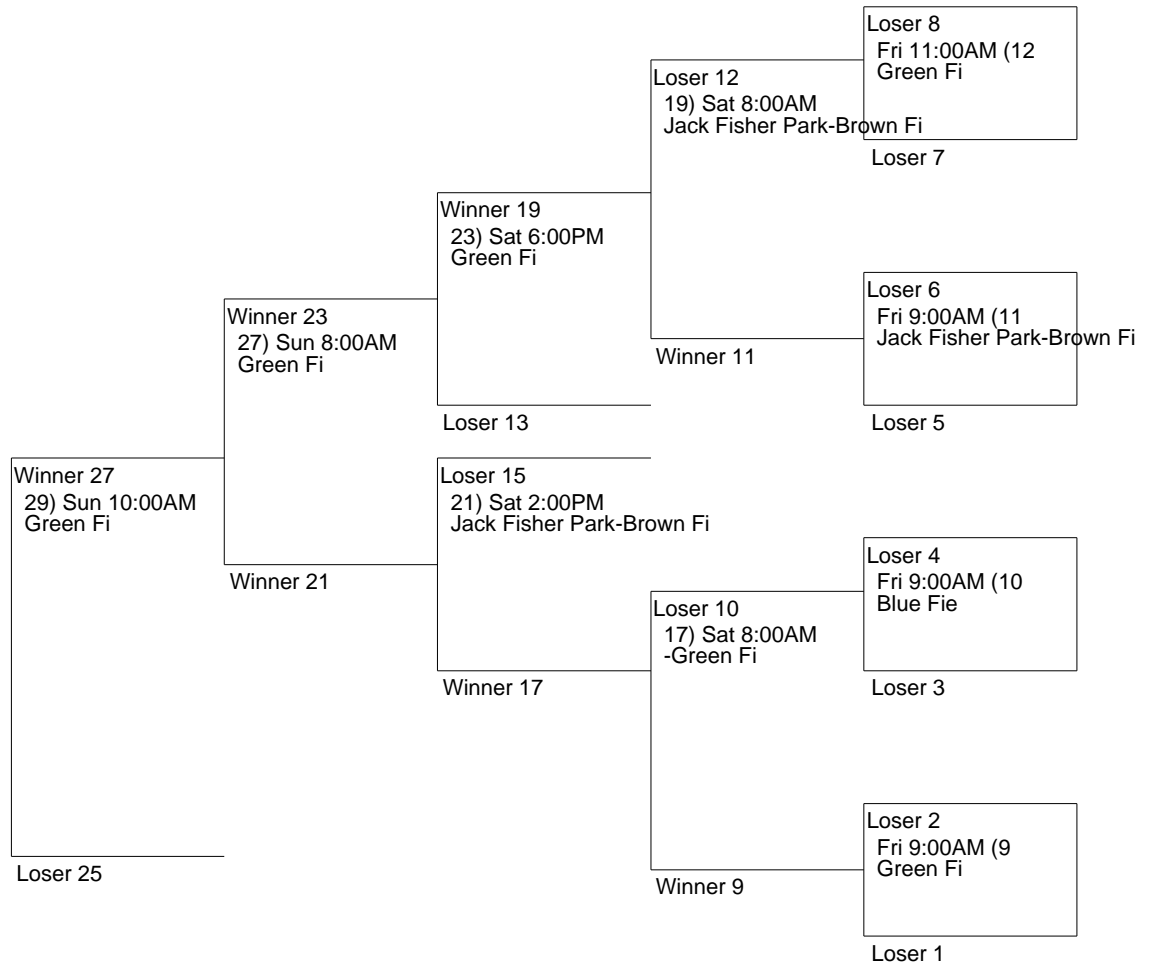 Loser 8
Fri 11:00AM (12
Green Fi
Loser 12
19) Sat 8:00AM
Jack Fisher Park-Brown Fi
Loser 7
Winner 19
23) Sat 6:00PM
Green Fi
Loser 6
Fri 9:00AM (11
Jack Fisher Park-Brown Fi
Winner 23
27) Sun 8:00AM
Green Fi
Winner 11
Loser 13
Loser 5
Winner 27
29) Sun 10:00AM
Green Fi
Loser 15
21) Sat 2:00PM
Jack Fisher Park-Brown Fi
Loser 4
Fri 9:00AM (10
Blue Fie
Winner 21
Loser 10
17) Sat 8:00AM
-Green Fi
Winner 17
Loser 3
Loser 2
Fri 9:00AM (9
Green Fi
Loser 25
Winner 9
Loser 1